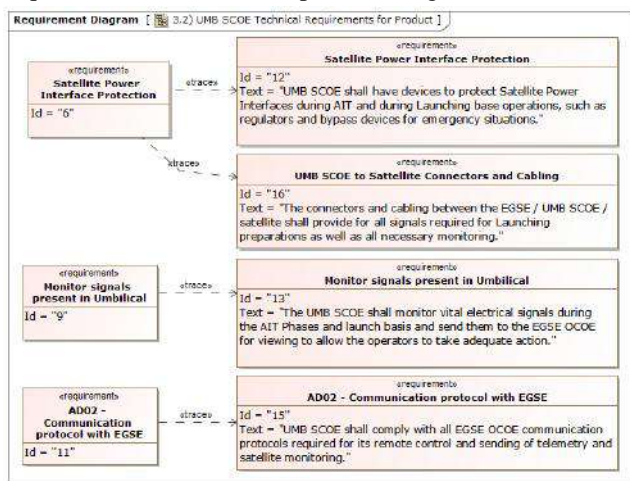 Requirement Diagram [ 3.2) UMB SCOE Technical Requirements for Product ]
«requirement»
Satellite Power
Interface Protection
Id = "6"
«trace»
«requirement»
Satellite Power Interface Protection
Id = "12"
Text = "UMB SCOE shall have devices to protect Satellite Power
Interfaces during AIT and during Launching base operations, such as
regulators and bypass devices for emergency situations."
«trace»
«requirement»
UMB SCOE to Sattellite Connectors and Cabling
Id = "16"
Text = "The connectors and cabling between the EGSE / UMB SCOE /
satellite shall provide for all signals required for Launching
preparations as well as all necessary monitoring."
«requirement»
Monitor signals
present in Umbilical
Id = "9"
«trace»
«requirement»
Monitor signals present in Umbilical
Id = "13"
Text = "The UMB SCOE shall monitor vital electrical signals during
the AIT Phases and launch basis and send them to the EGSE OCOE
for viewing to allow the operators to take adequate action."
«requirement»
AD02 -
Communication
protocol with EGSE
Id = "11"
«trace»
«requirement»
AD02 - Communication protocol with EGSE
Id = "15"
Text = "UMB SCOE shall comply with all EGSE OCOE communication
protocols required for its remote control and sending of telemetry and
satellite monitoring."